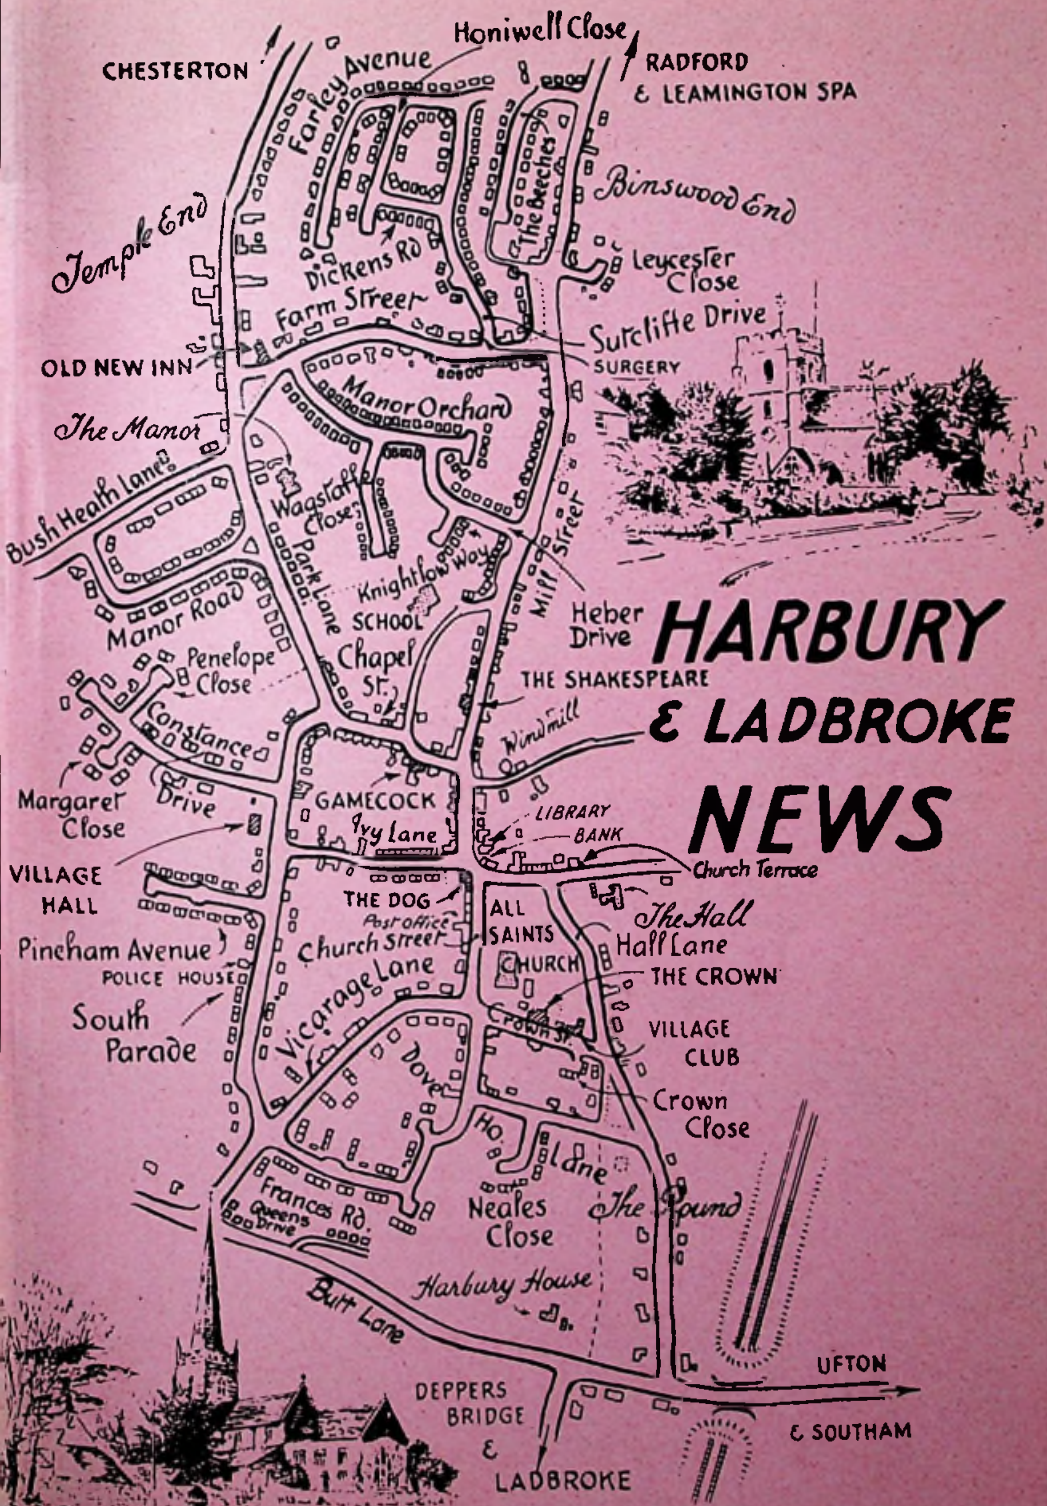 Honiwell Close
CHESTERTON
RADFORD
& LEAMINGTON SPA
Farley Avenue
The Beeches
Binswood End
Temple End
Dickens Rd
Leycester
Close
Farm Street
Sutcliffe Drive
OLD NEW INN
SURGERY
Manor Orchard
The Manor
Bush Heath Lane
Wagstaffe
Close
Mill Street
Park Lane
Knightlow Way
Manor Road
SCHOOL
Heber
Drive
HARBURY
& LADBROKE
NEWS
Penelope
Close
Chapel
St.
THE SHAKESPEARE
Windmill
Constance
Drive
Margaret
Close
GAMECOCK
LIBRARY
BANK
Ivy Lane
Church Terrace
VILLAGE
HALL
THE DOG
Post office
ALL
SAINTS
CHURCH
The Hall
Church Street
Hall Lane
Pineham Avenue
POLICE HOUSE
THE CROWN
Vicarage Lane
South
Parade
Crown St.
VILLAGE
CLUB
Dove
Crown
Close
Ho.
Lane
Frances Rd.
Queens
Drive
Neales
Close
The Pound
Harbury House
Butt Lane
UFTON
& SOUTHAM
DEPPERS
BRIDGE
&
LADBROKE